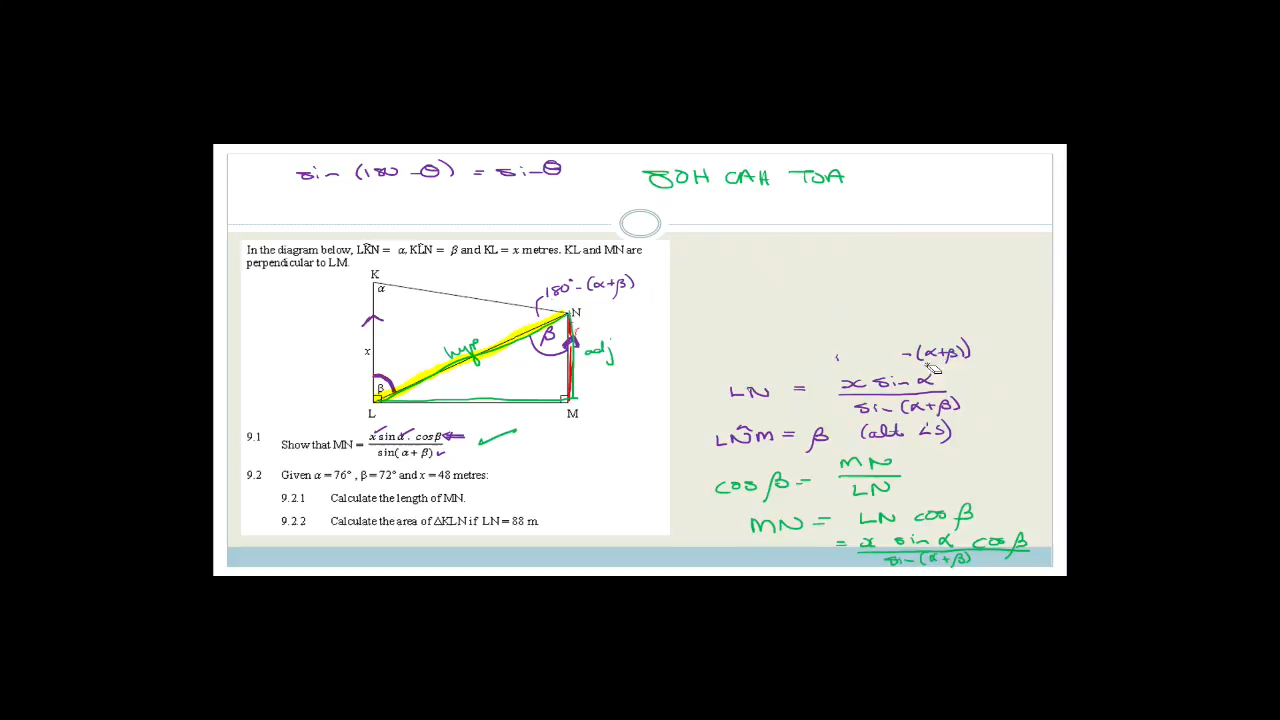 sin (180 - θ) = sin θ
SOH CAH TOA
In the diagram below, LK̂N = α, KL̂N = β and KL = x metres. KL and MN are
perpendicular to LM.
K
α
180° - (α+β)
N
β
hyp
adj
x
β
L
M
9.1 Show that MN = x sin α . cos β / sin( α + β)
9.2 Given α = 76° , β = 72° and x = 48 metres:
9.2.1 Calculate the length of MN.
9.2.2 Calculate the area of ΔKLN if LN = 88 m.
- (α+β))
LN = x sin α / sin (α+β)
LN̂M = β (alt ∠s)
cos β = MN / LN
MN = LN cos β
= x sin α cos β / sin (α+β)